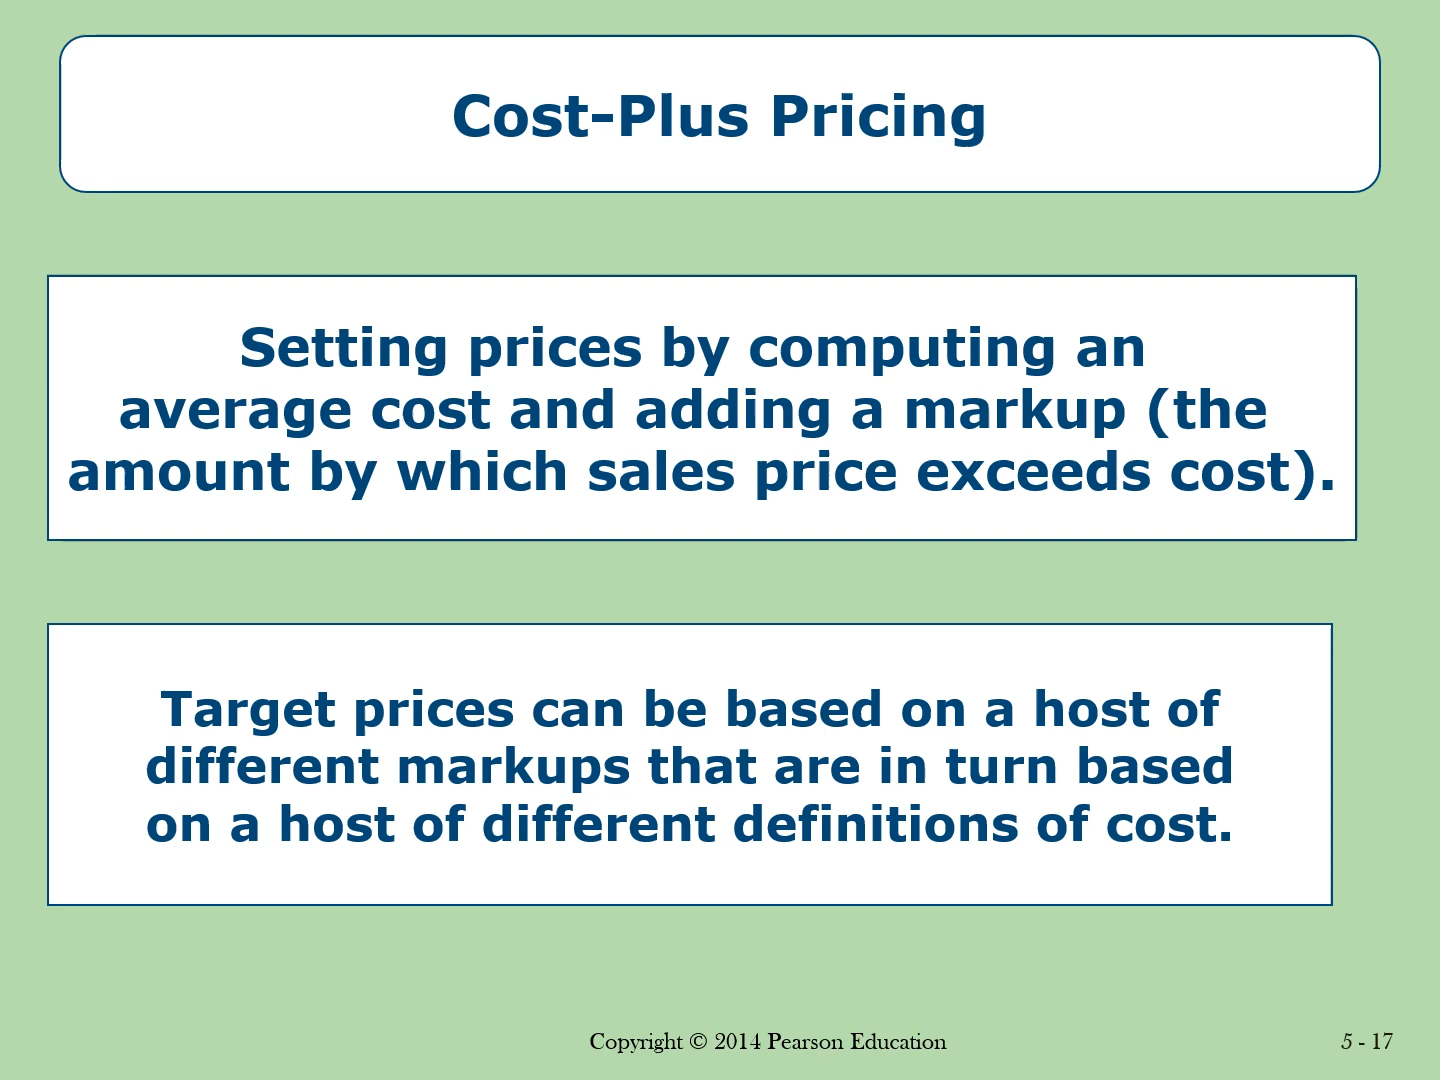 Cost-Plus Pricing
Setting prices by computing an
average cost and adding a markup (the
amount by which sales price exceeds cost).
Target prices can be based on a host of
different markups that are in turn based
on a host of different definitions of cost.
Copyright © 2014 Pearson Education
5 - 17